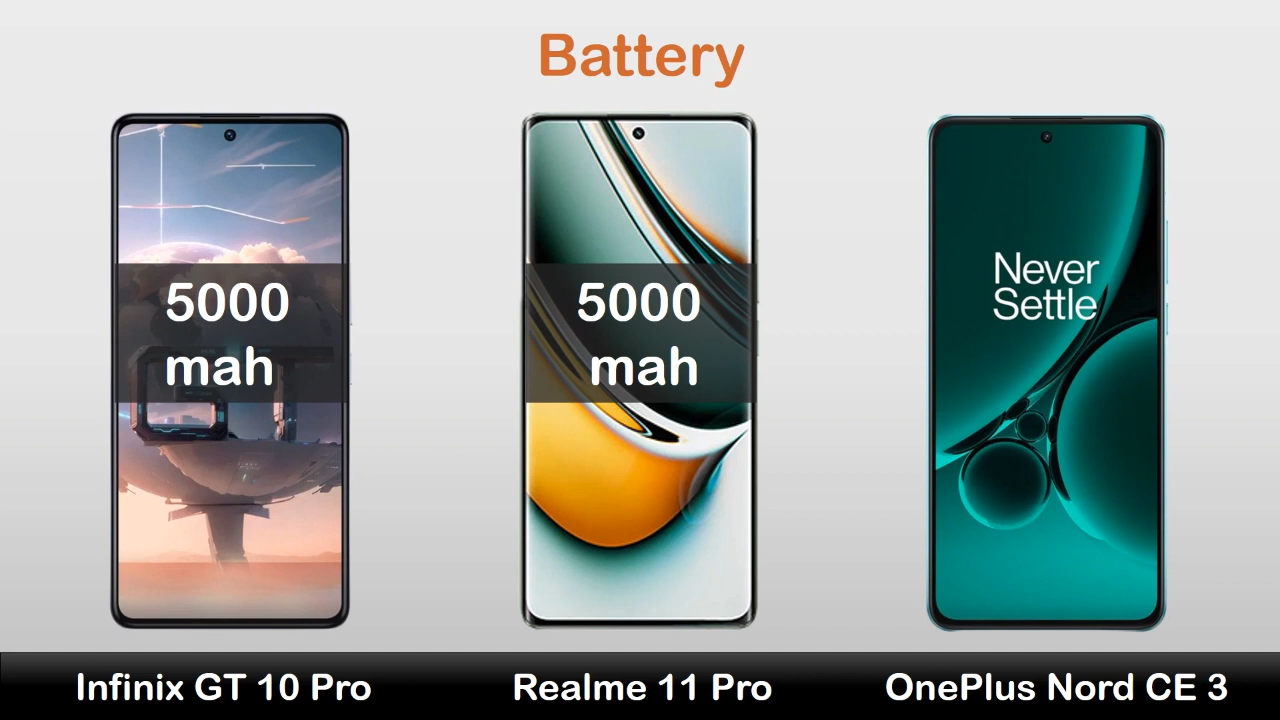 Battery
5000
mah
5000
mah
Never
Settle
Infinix GT 10 Pro
Realme 11 Pro
OnePlus Nord CE 3